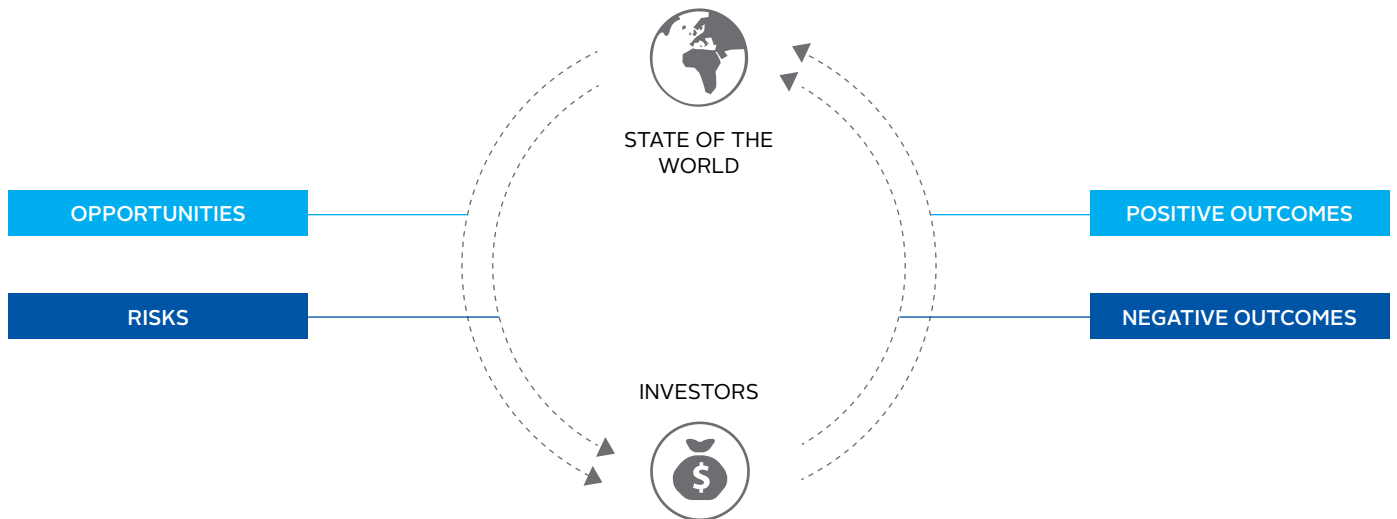 STATE OF THE
WORLD
OPPORTUNITIES
POSITIVE OUTCOMES
RISKS
NEGATIVE OUTCOMES
INVESTORS
$